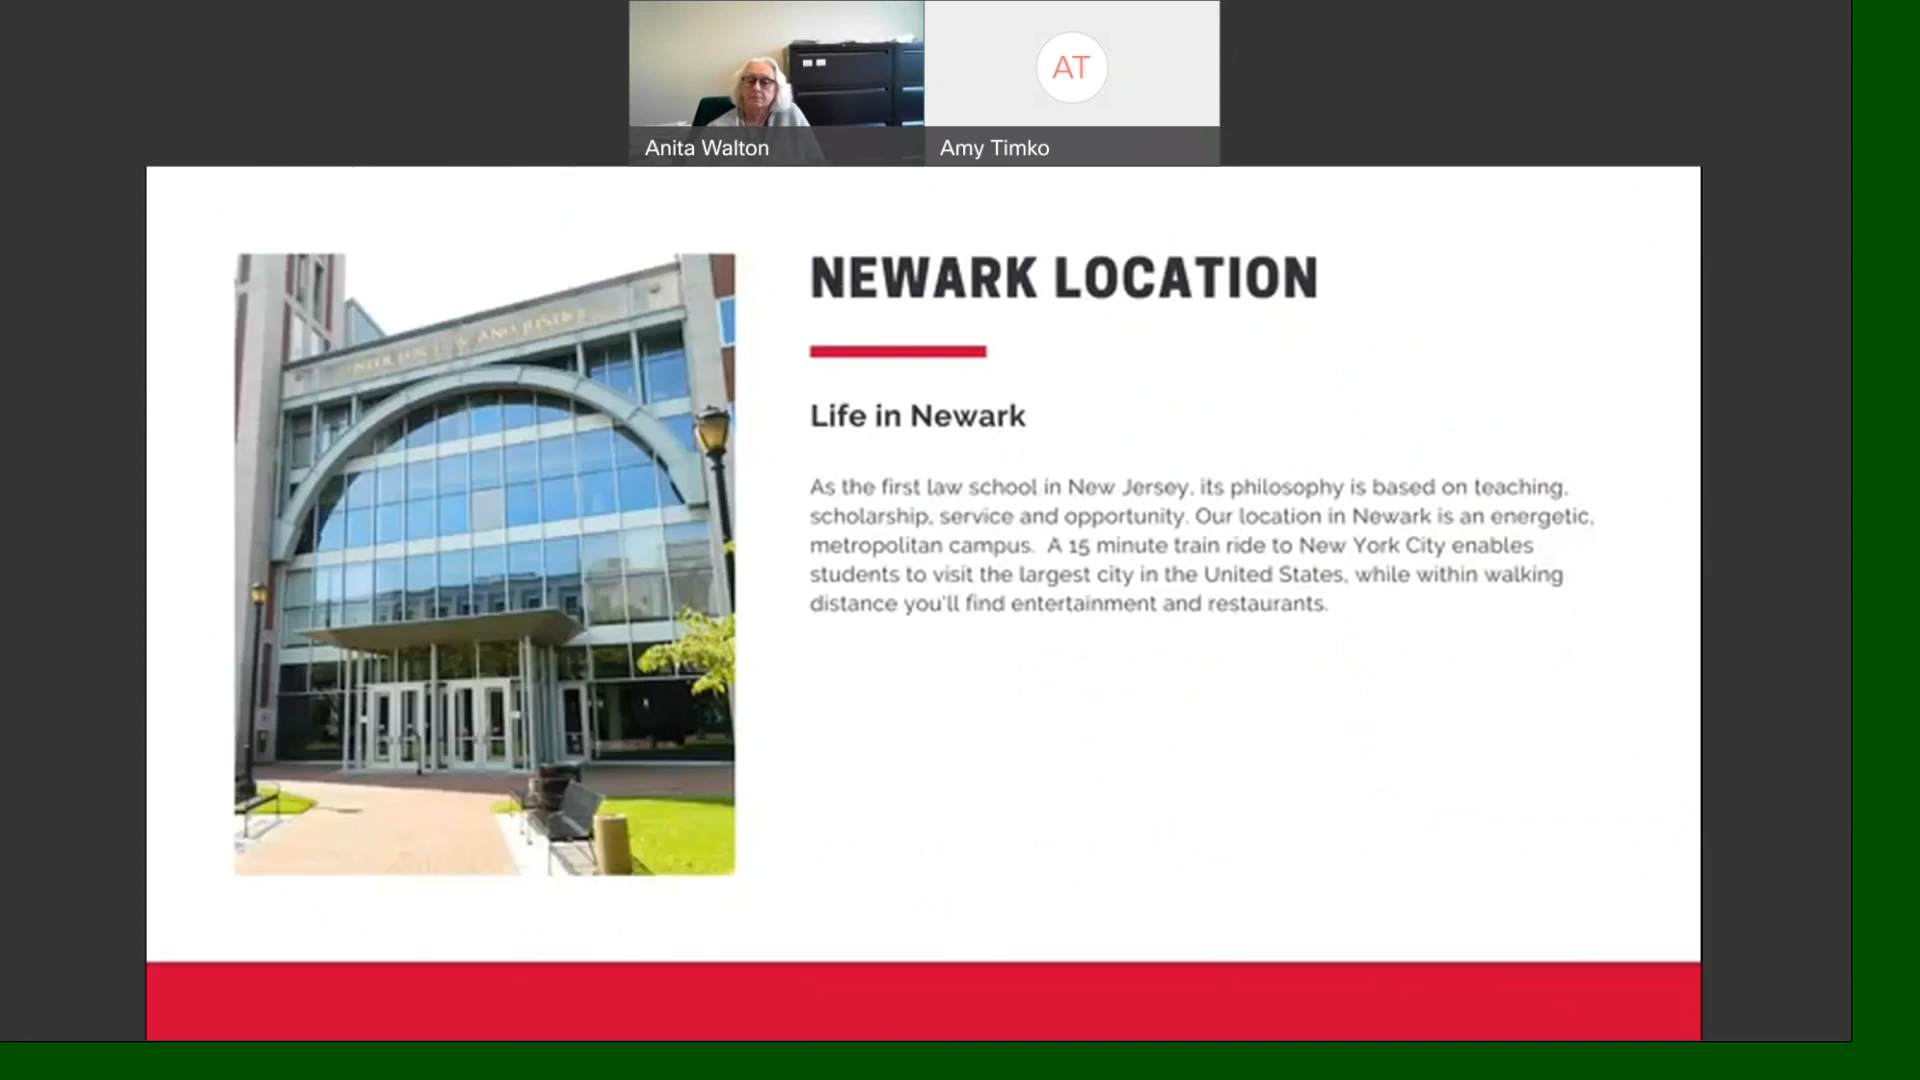 AT
Anita Walton
Amy Timko
NEWARK LOCATION
Life in Newark
As the first law school in New Jersey, its philosophy is based on teaching,
scholarship, service and opportunity. Our location in Newark is an energetic,
metropolitan campus. A 15 minute train ride to New York City enables
students to visit the largest city in the United States, while within walking
distance you'll find entertainment and restaurants.
AND JUSTICE